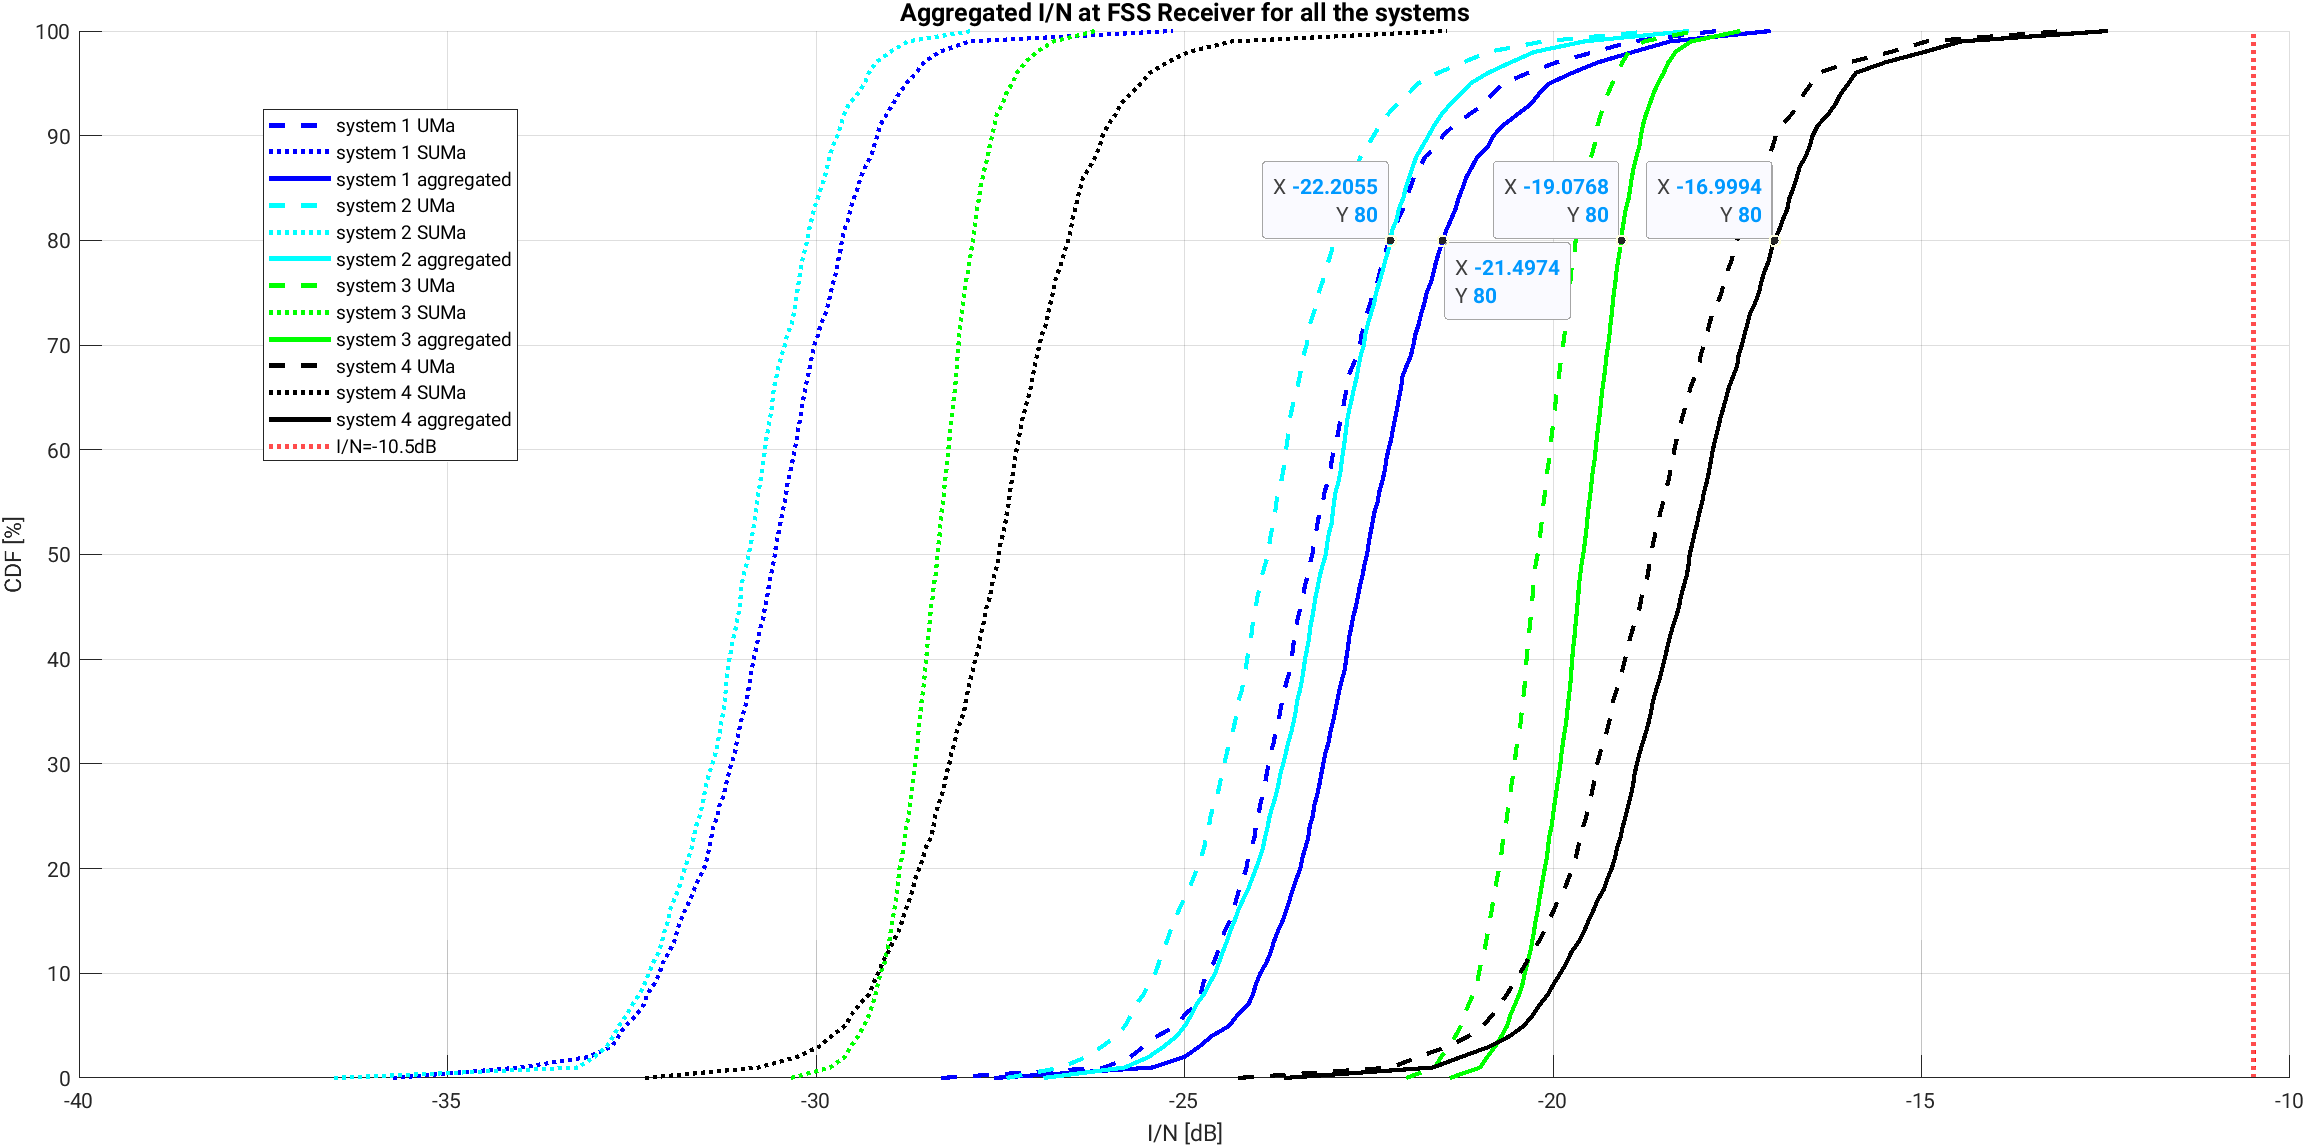 Aggregated I/N at FSS Receiver for all the systems
100
90
80
70
60
50
40
30
20
10
0
CDF [%]
system 1 UMa
system 1 SUMa
system 1 aggregated
system 2 UMa
system 2 SUMa
system 2 aggregated
system 3 UMa
system 3 SUMa
system 3 aggregated
system 4 UMa
system 4 SUMa
system 4 aggregated
I/N=-10.5dB
X -22.2055
Y 80
X -21.4974
Y 80
X -19.0768
Y 80
X -16.9994
Y 80
-40
-35
-30
-25
-20
-15
-10
I/N [dB]